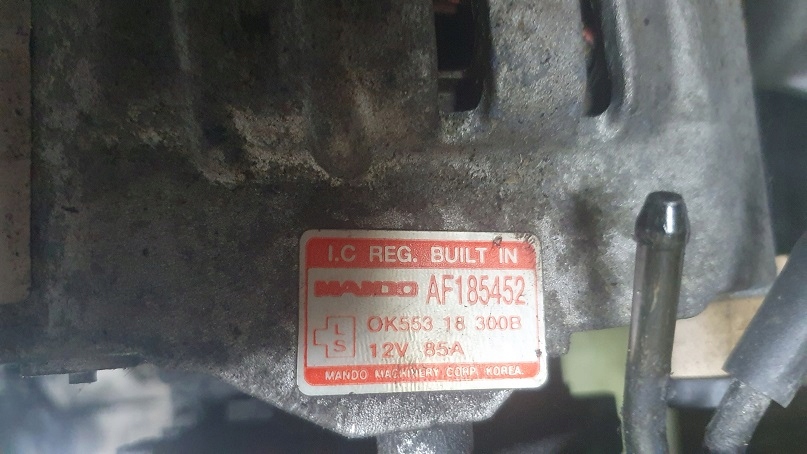 I.C REG. BUILT IN
MANDO AF185452
L
S
OK553 18 300B
12V 85A
MANDO MACHINERY CORP. KOREA